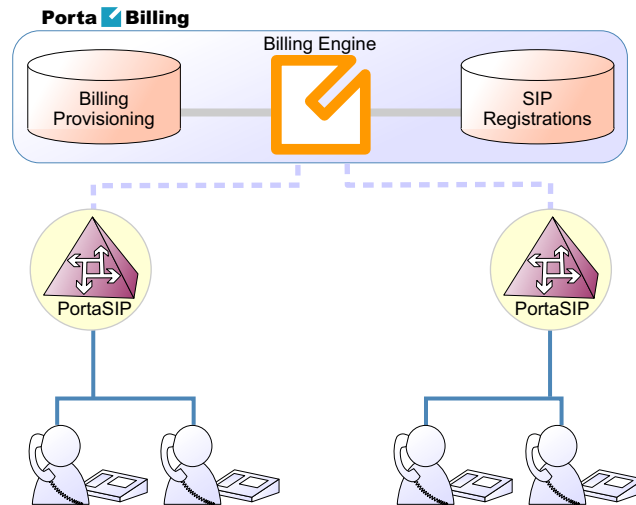 Porta Billing
Billing Engine
Billing
Provisioning
SIP
Registrations
PortaSIP
PortaSIP